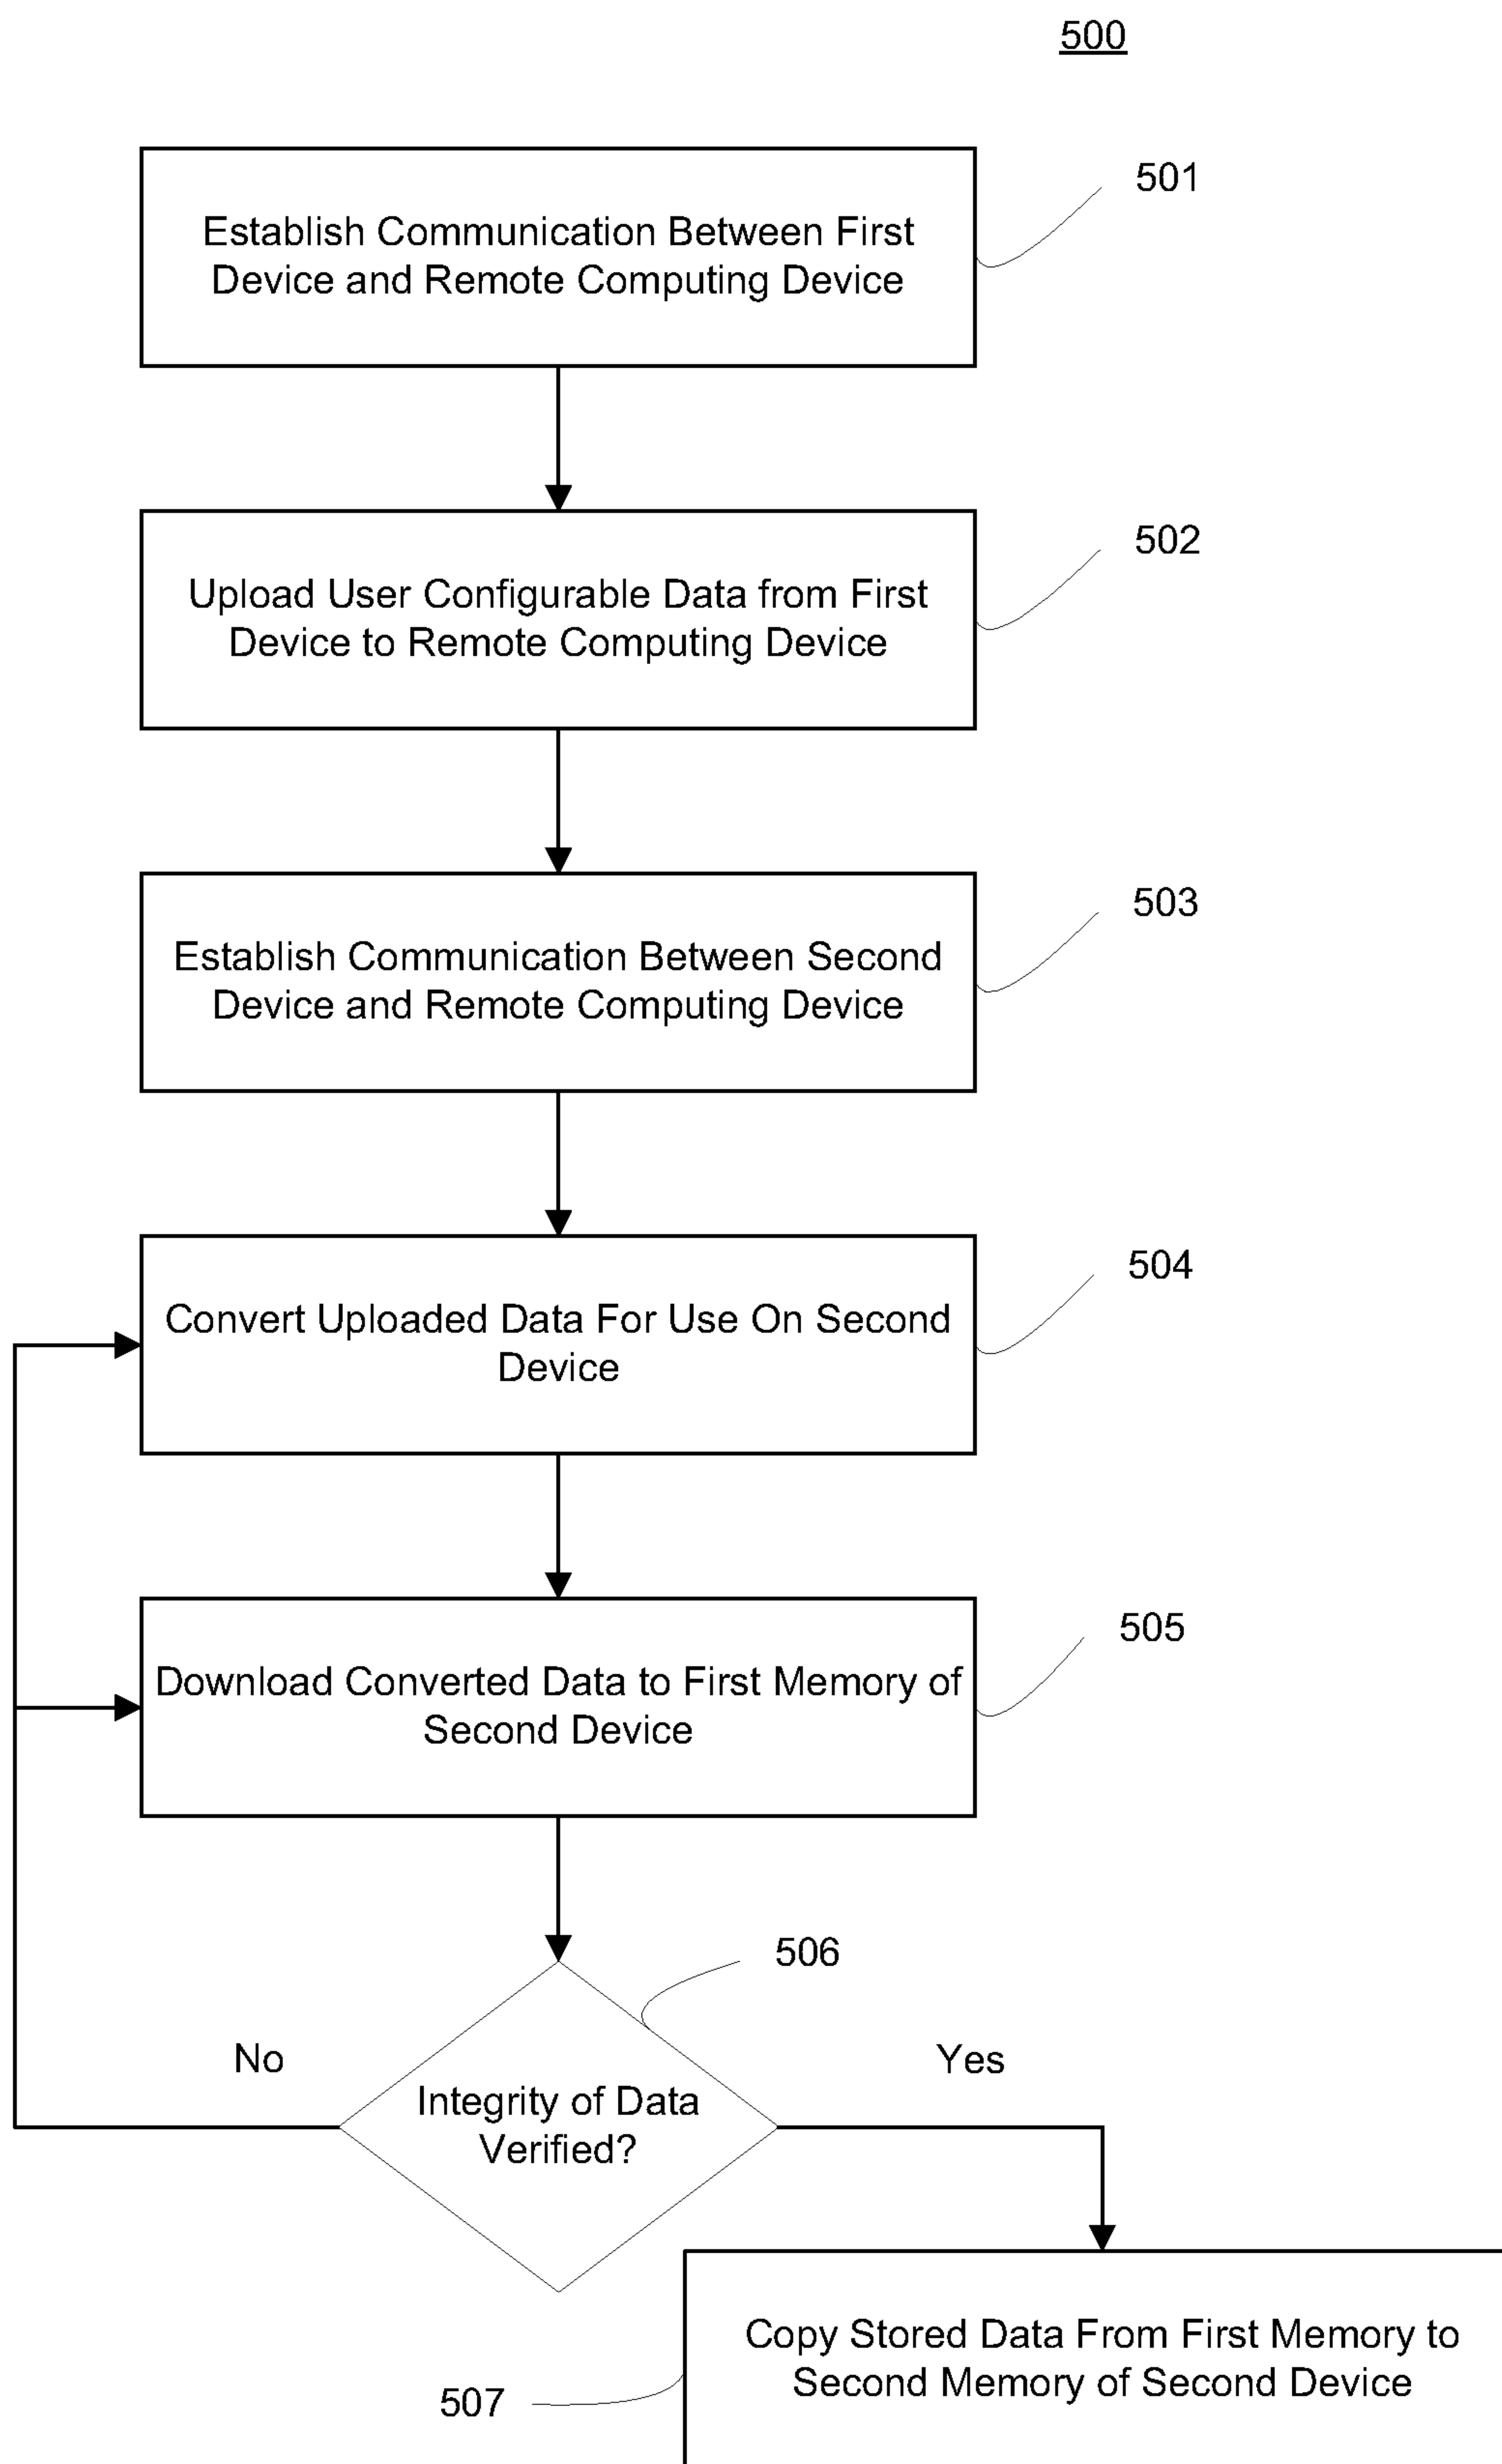 500
501
Establish Communication Between First
Device and Remote Computing Device
502
Upload User Configurable Data from First
Device to Remote Computing Device
503
Establish Communication Between Second
Device and Remote Computing Device
504
Convert Uploaded Data For Use On Second
Device
505
Download Converted Data to First Memory of
Second Device
506
No
Yes
Integrity of Data
Verified?
Copy Stored Data From First Memory to
Second Memory of Second Device
507